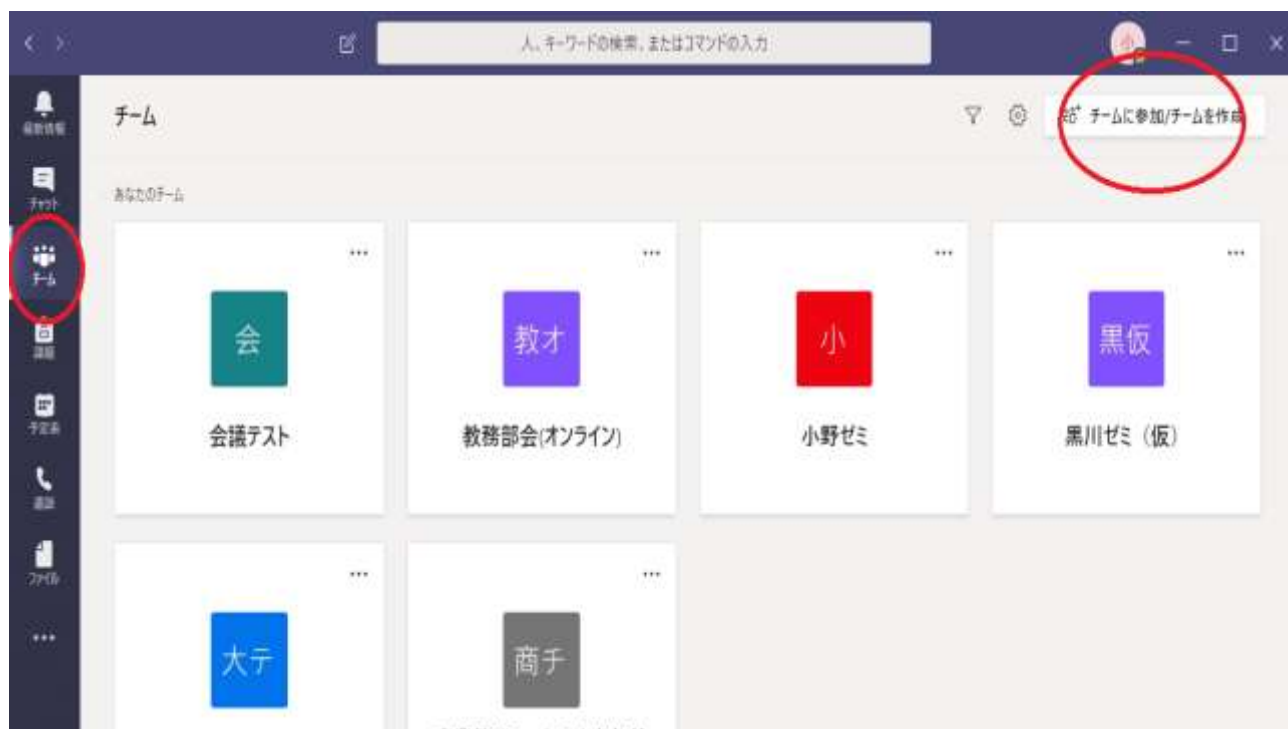 人、キーワードの検索、またはコマンドの入力
小
最新情報
チーム
チームに参加/チームを作成
チャット
あなたのチーム
チーム
課題
予定表
通話
ファイル
会
教オ
小
黒仮
会議テスト
教務部会(オンライン)
小野ゼミ
黒川ゼミ（仮）
大テ
商チ